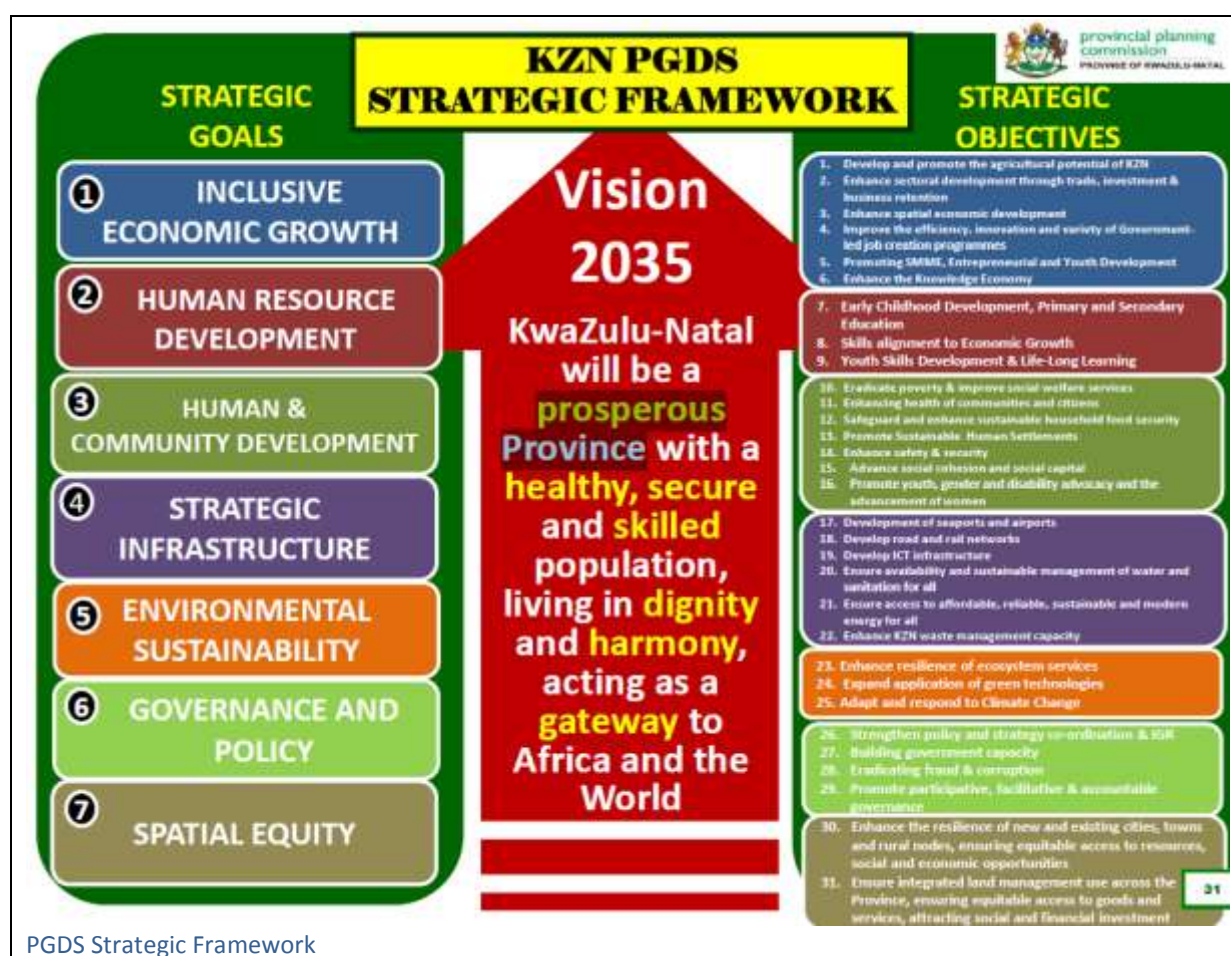 KZN PGDS
STRATEGIC FRAMEWORK
provincial planning
commission
PROVINCE OF KWAZULU-NATAL
STRATEGIC
GOALS
1 INCLUSIVE
ECONOMIC GROWTH
2 HUMAN RESOURCE
DEVELOPMENT
3 HUMAN &
COMMUNITY DEVELOPMENT
4 STRATEGIC
INFRASTRUCTURE
5 ENVIRONMENTAL
SUSTAINABILITY
6 GOVERNANCE AND
POLICY
7 SPATIAL EQUITY
Vision
2035
KwaZulu-Natal
will be a
prosperous
Province with a
healthy, secure
and skilled
population,
living in dignity
and harmony,
acting as a
gateway to
Africa and the
World
STRATEGIC
OBJECTIVES
1. Develop and promote the agricultural potential of KZN
2. Enhance sectoral development through trade, investment &
business retention
3. Enhance spatial economic development
4. Improve the efficiency, innovation and variety of Government-
led job creation programmes
5. Promoting SMME, Entrepreneurial and Youth Development
6. Enhance the Knowledge Economy
7. Early Childhood Development, Primary and Secondary
Education
8. Skills alignment to Economic Growth
9. Youth Skills Development & Life-Long Learning
10. Eradicate poverty & improve social welfare services
11. Enhancing health of communities and citizens
12. Safeguard and enhance sustainable household food security
13. Promote Sustainable Human Settlements
14. Enhance safety & security
15. Advance social cohesion and social capital
16. Promote youth, gender and disability advocacy and the
advancement of women
17. Development of seaports and airports
18. Develop road and rail networks
19. Develop ICT infrastructure
20. Ensure availability and sustainable management of water and
sanitation for all
21. Ensure access to affordable, reliable, sustainable and modern
energy for all
22. Enhance KZN waste management capacity
23. Enhance resilience of ecosystem services
24. Expand application of green technologies
25. Adapt and respond to Climate Change
26. Strengthen policy and strategy co-ordination & IGR
27. Building government capacity
28. Eradicating fraud & corruption
29. Promote participative, facilitative & accountable
governance
30. Enhance the resilience of new and existing cities, towns
and rural nodes, ensuring equitable access to resources,
social and economic opportunities
31. Ensure integrated land management use across the
Province, ensuring equitable access to goods and
services, attracting social and financial investment
31
PGDS Strategic Framework